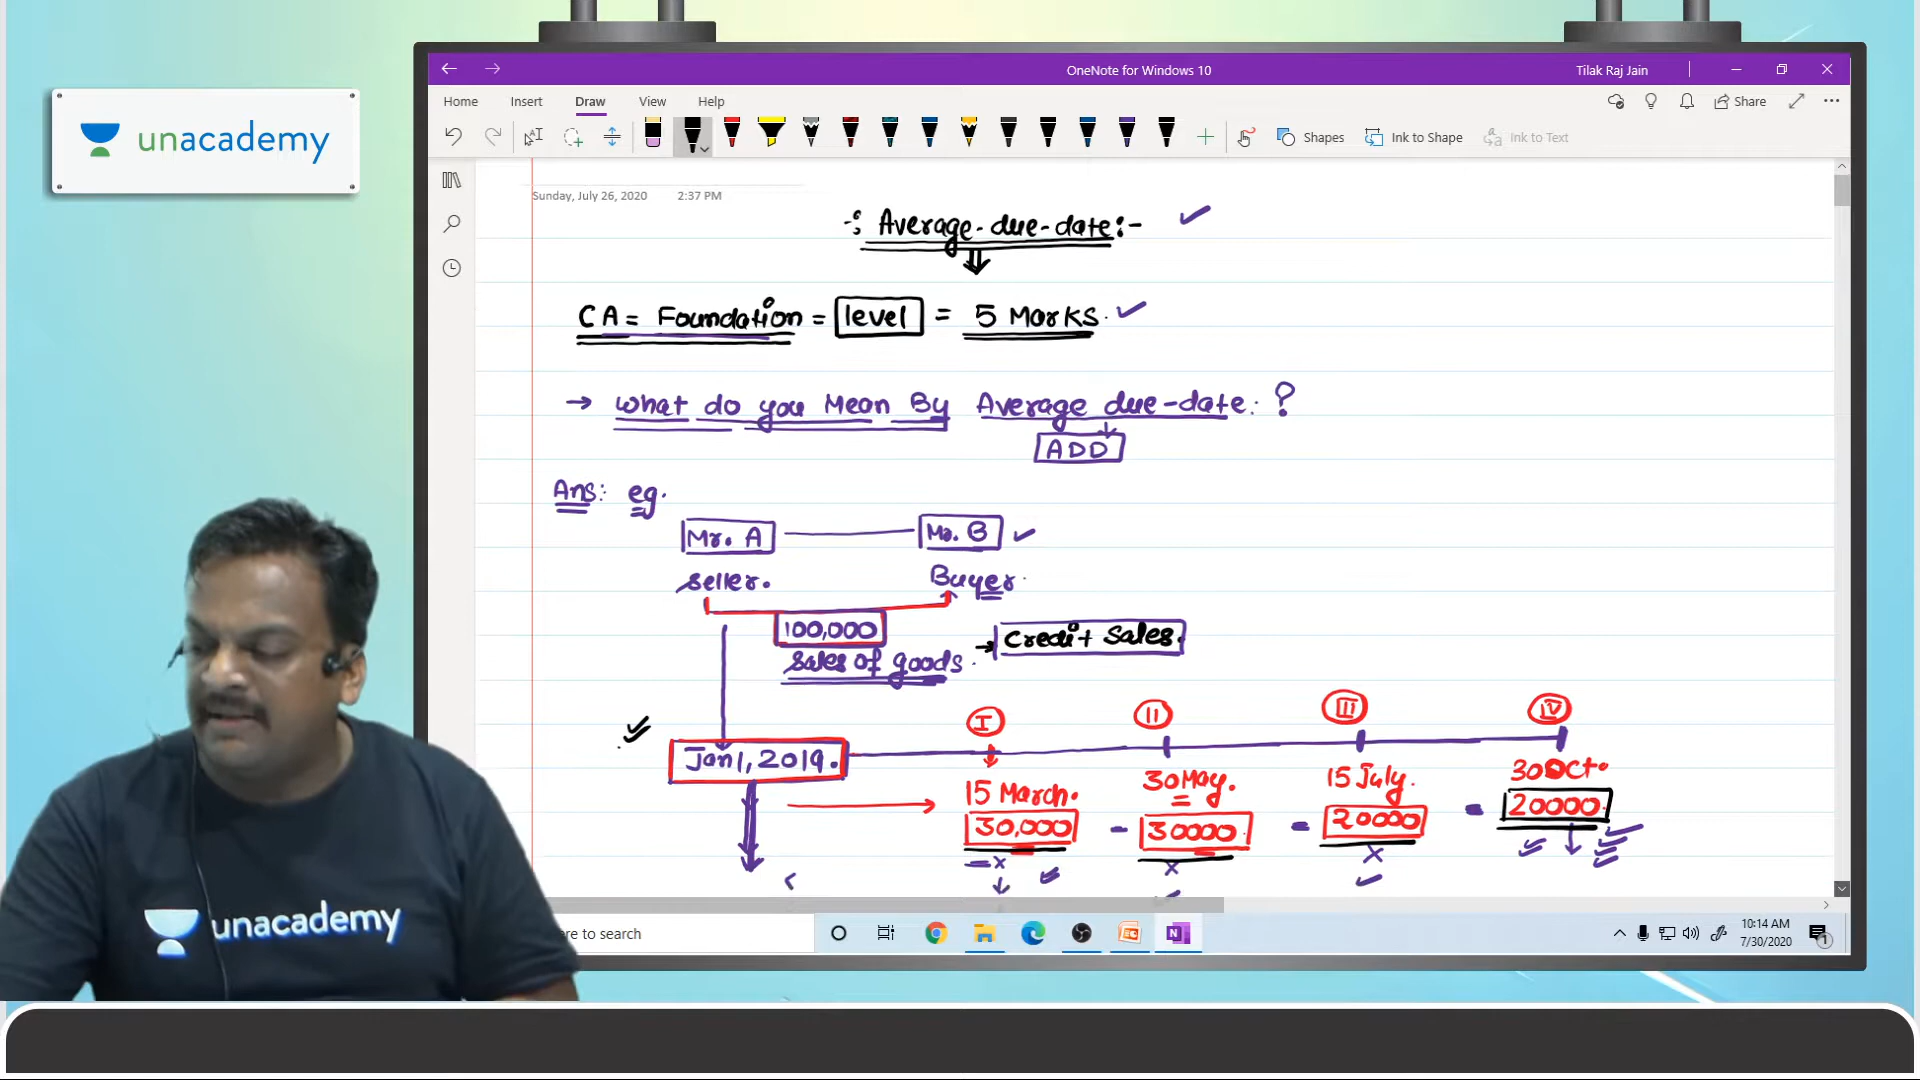 unacademy
OneNote for Windows 10
Tilak Raj Jain
Home Insert Draw View Help
Share
Shapes
Ink to Shape
Ink to Text
Sunday, July 26, 2020 2:37 PM
-: Average-due-date:-
CA= Foundation = level = 5 Marks.
→ What do you Mean By Average due-date. ?
ADD
Ans: eg.
Mr. A Mr. B
Seller. Buyer.
100,000
Sales of goods. → Credit Sales.
I II III IV
Jan1, 2019.
15 March. 30 May. 15 July. 30 Oct.
30,000 - 30000. - 20000 = 20000.
ere to search
10:14 AM
7/30/2020
1
unacademy